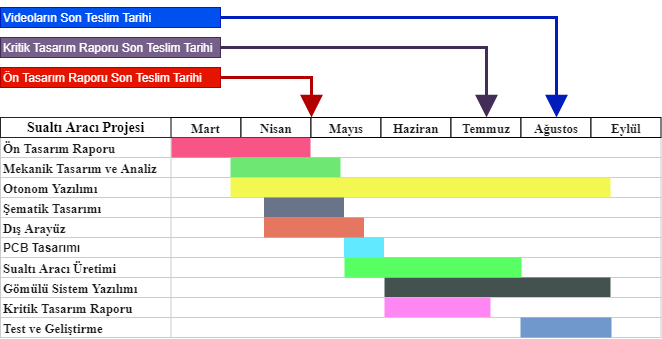 Videoların Son Teslim Tarihi
Kritik Tasarım Raporu Son Teslim Tarihi
Ön Tasarım Raporu Son Teslim Tarihi
Sualtı Aracı Projesi Mart Nisan Mayıs Haziran Temmuz Ağustos Eylül
Ön Tasarım Raporu
Mekanik Tasarım ve Analiz
Otonom Yazılımı
Şematik Tasarımı
Dış Arayüz
PCB Tasarımı
Sualtı Aracı Üretimi
Gömülü Sistem Yazılımı
Kritik Tasarım Raporu
Test ve Geliştirme